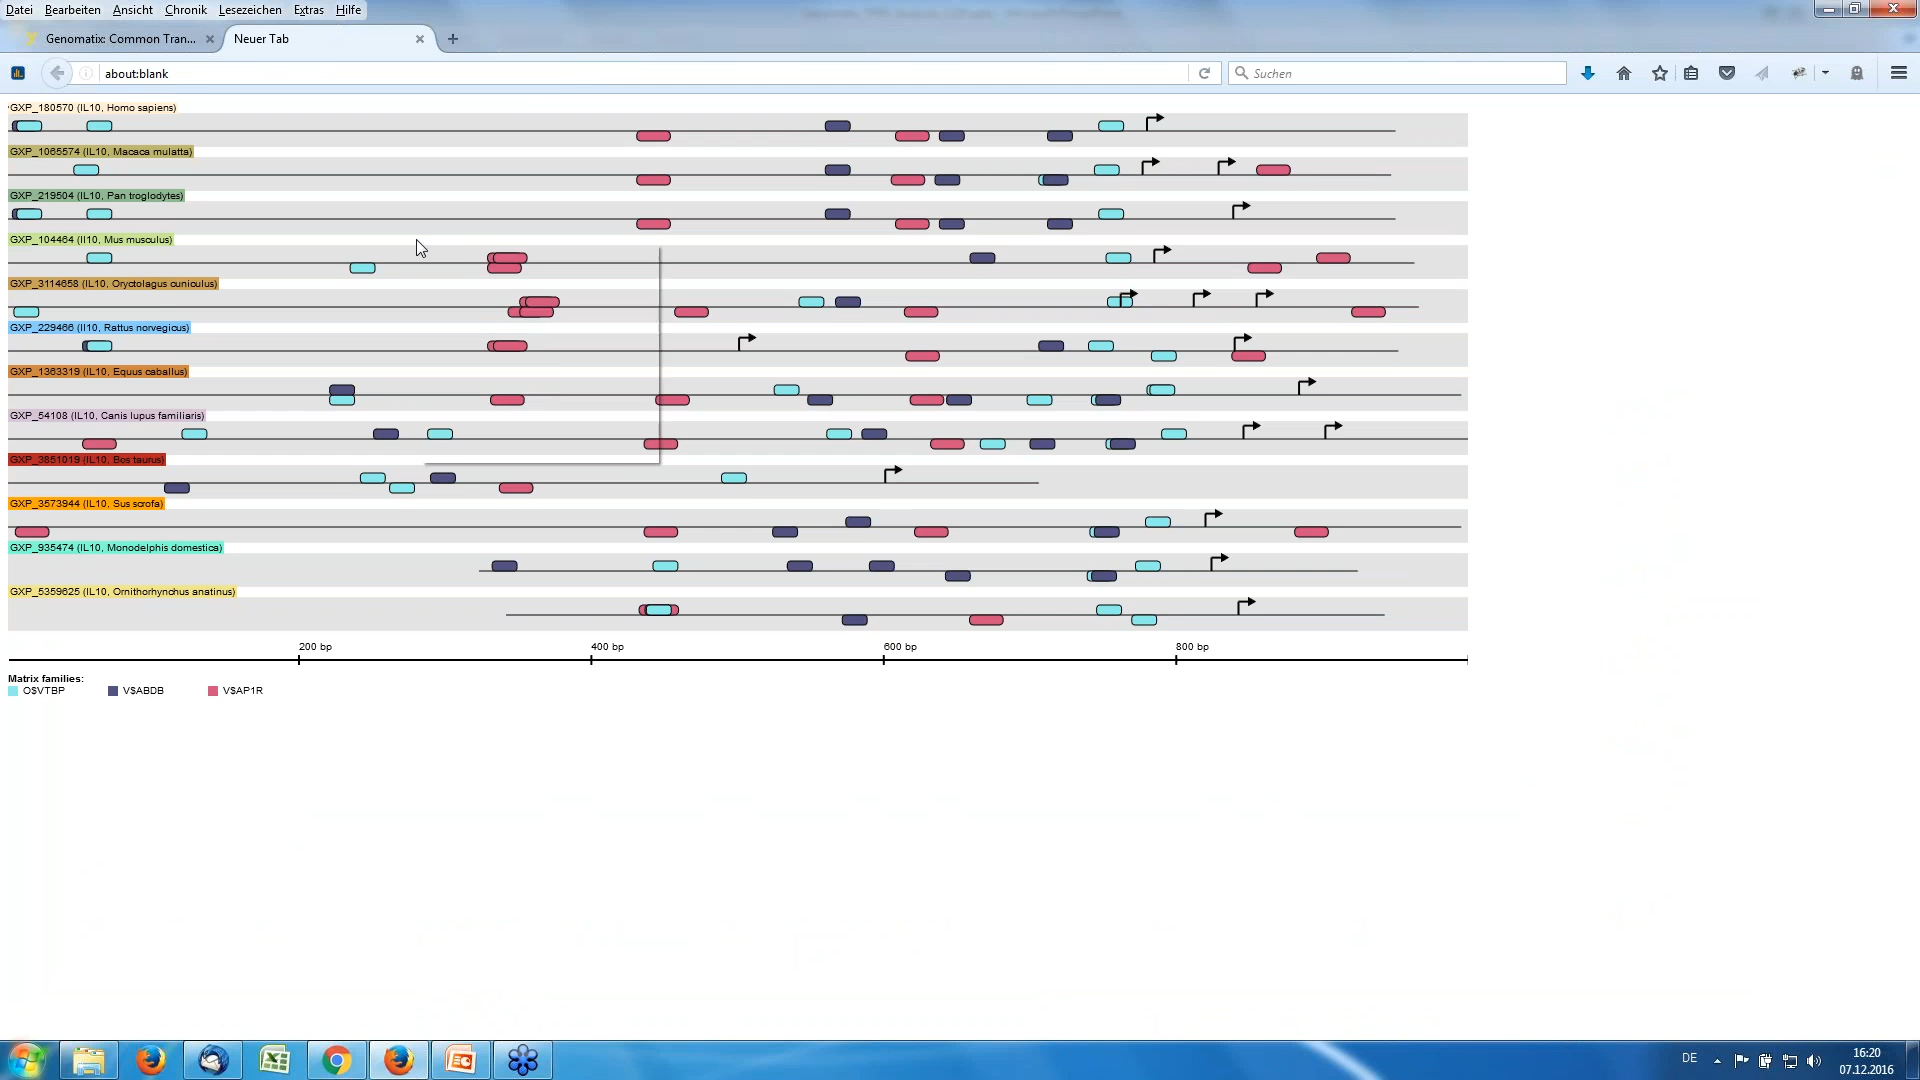 Datei Bearbeiten Ansicht Chronik Lesezeichen Extras Hilfe
Genomatix: Common Tran... Neuer Tab
about:blank Suchen
GXP_180570 (IL10, Homo sapiens)
GXP_1065574 (IL10, Macaca mulatta)
GXP_219504 (IL10, Pan troglodytes)
GXP_104464 (Il10, Mus musculus)
GXP_3114658 (IL10, Oryctolagus cuniculus)
GXP_229466 (Il10, Rattus norvegicus)
GXP_1363319 (IL10, Equus caballus)
GXP_54108 (IL10, Canis lupus familiaris)
GXP_3851019 (IL10, Bos taurus)
GXP_3573944 (IL10, Sus scrofa)
GXP_935474 (IL10, Monodelphis domestica)
GXP_5359625 (IL10, Ornithorhynchus anatinus)
200 bp 400 bp 600 bp 800 bp
Matrix families:
O$VTBP V$ABDB V$AP1R
DE 16:20
07.12.2016